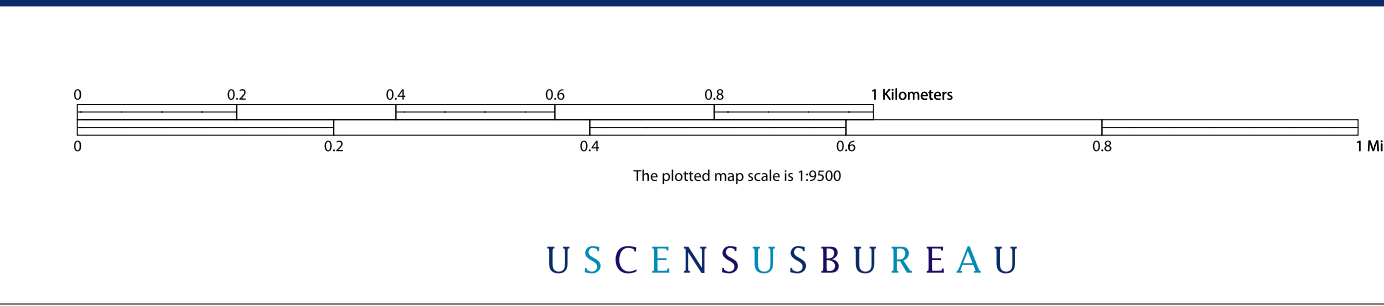 0 0.2 0.4 0.6 0.8 1 Kilometers
0 0.2 0.4 0.6 0.8 1 Mi
The plotted map scale is 1:9500
USCENSUSBUREAU